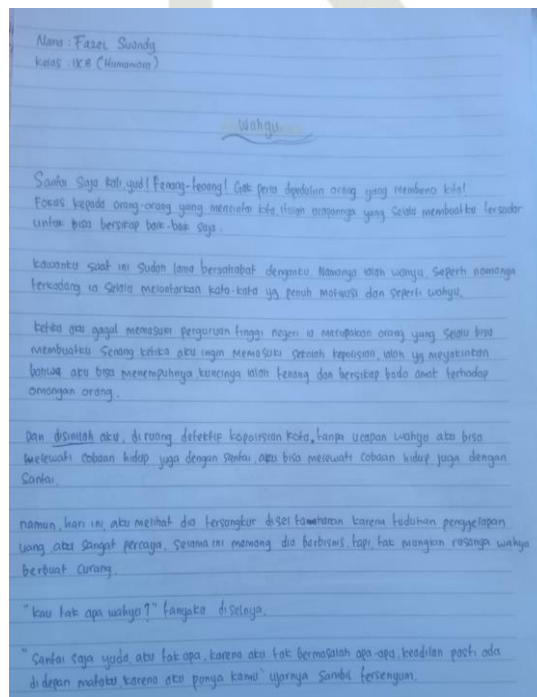 Nama : Fazel Suandy
Kelas : IX B (Humanism)
Wahyu
Santai saja kali, yud! Tenang-tenang! Gak perlu dipedulin orang yang membenci kita!
Fokus kepada orang-orang yang mencintai kita, itulah omongannya yang selalu membuatku tersadar
untuk bisa bersikap baik-baik saja.
kawanku saat ini sudah lama bersahabat denganku. Namanya ialah wahyu, seperti namanya
terkadang ia selalu melontarkan kata-kata yg penuh motivasi dan seperti wahyu.
ketika aku gagal memasuki perguruan tinggi negeri ia merupakan orang yang selalu bisa
membuatku senang ketika aku ingin memasuki sekolah kepolisian, ialah yg meyakinkan
bahwa aku bisa menempuhnya, kuncinya ialah tenang dan bersikap bodo amat terhadap
omongan orang.
Dan disinilah aku, di ruang detektip kepolisian kota, tanpa ucapan wahyu aku bisa
melewati cobaan hidup juga dengan santai, aku bisa melewati cobaan hidup juga dengan
santai.
namun, hari ini, aku melihat dia tersungkur di sel tahanan karena tuduhan penggelapan
uang aku sangat percaya, selama ini memang dia berbisnis, tapi, tak mungkin rasanya wahyu
berbuat curang.
"kau tak apa wahyu?" tanyaku di selnya.
"Santai saja yuda, aku tak apa, karena aku tak bermasalah apa-apa, keadilan pasti ada
di depan mataku karena aku punya kamu" ujarnya sambil tersenyum.